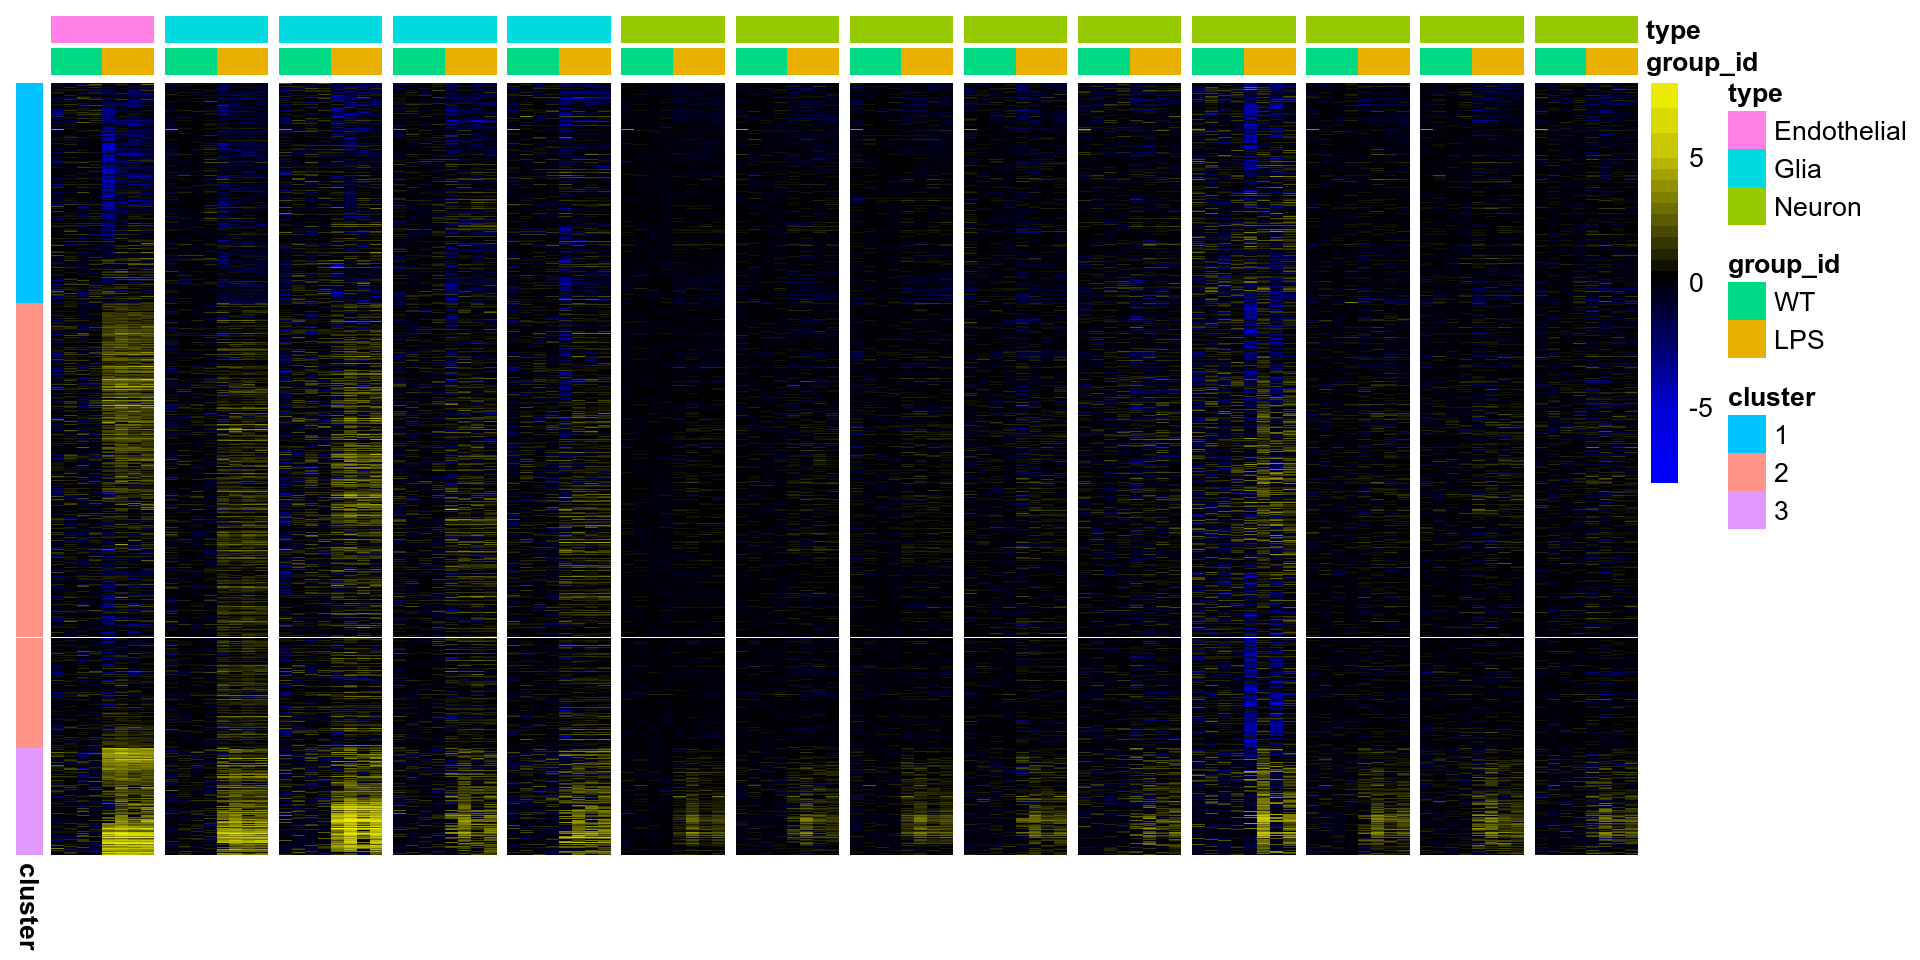 type
group_id
type
Endothelial
Glia
Neuron
group_id
WT
LPS
cluster
1
2
3
5
0
-5
cluster